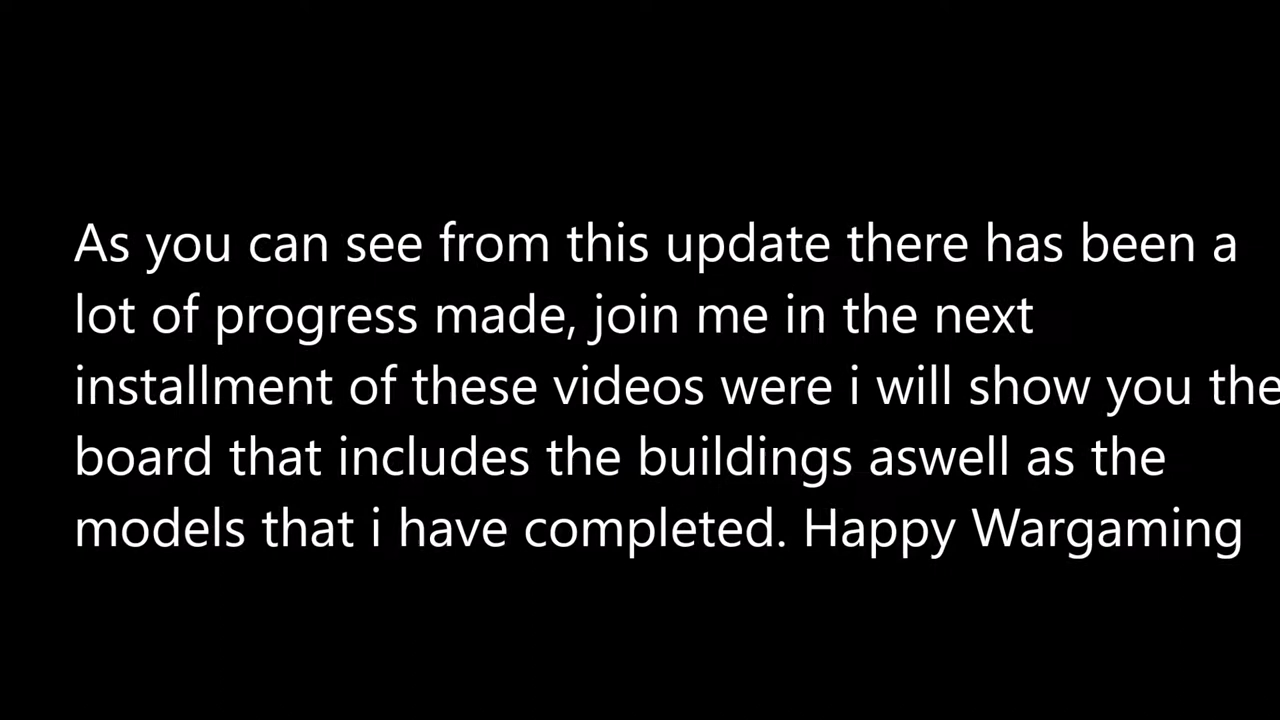 As you can see from this update there has been a
lot of progress made, join me in the next
installment of these videos were i will show you the
board that includes the buildings aswell as the
models that i have completed. Happy Wargaming